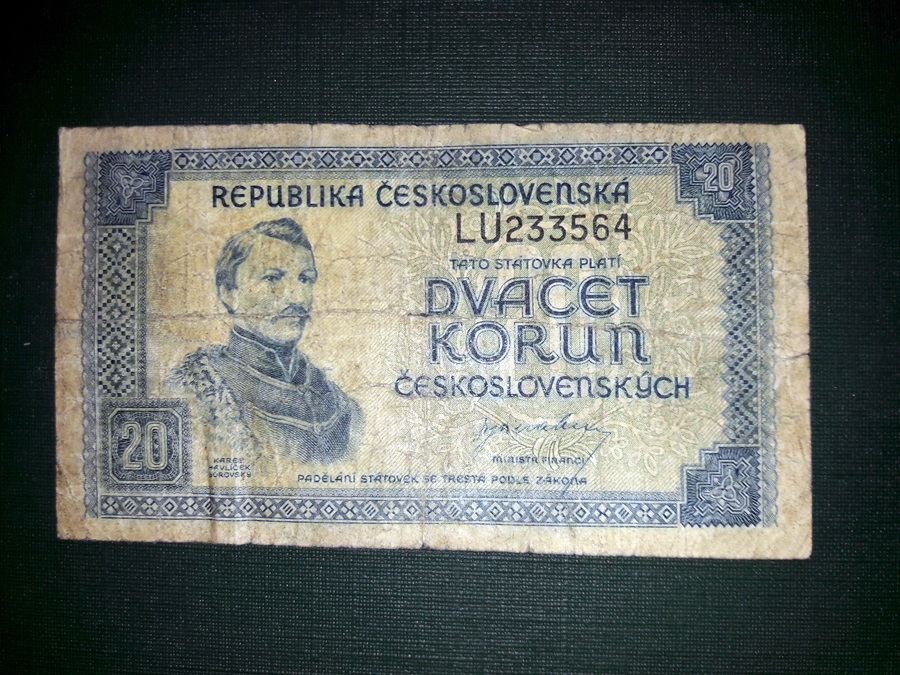 REPUBLIKA ČESKOSLOVENSKÁ
20
LU233564
TATO STÁTOVKA PLATÍ
DVACET
KORUN
ČESKOSLOVENSKÝCH
20
KAREL
HAVLÍČEK
BOROVSKÝ
MINISTR FINANCÍ
PADĚLÁNÍ STÁTOVEK SE TRESTÁ PODLE ZÁKONA